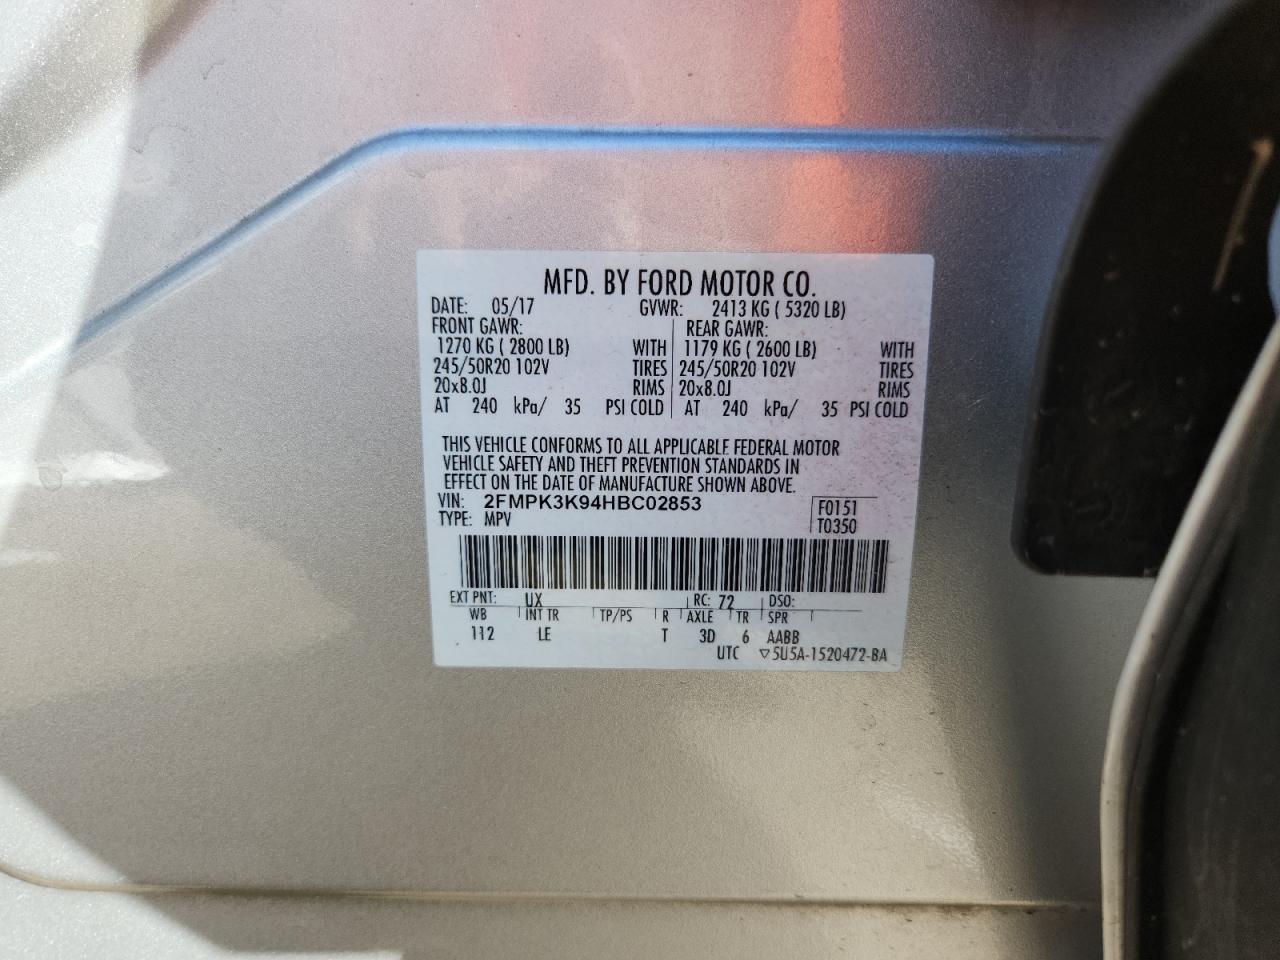 MFD. BY FORD MOTOR CO.
DATE: 05/17 GVWR: 2413 KG ( 5320 LB)
FRONT GAWR: REAR GAWR:
1270 KG ( 2800 LB) WITH 1179 KG ( 2600 LB) WITH
245/50R20 102V TIRES 245/50R20 102V TIRES
20x8.0J RIMS 20x8.0J RIMS
AT 240 kPa/ 35 PSI COLD AT 240 kPa/ 35 PSI COLD
THIS VEHICLE CONFORMS TO ALL APPLICABLE FEDERAL MOTOR
VEHICLE SAFETY AND THEFT PREVENTION STANDARDS IN
EFFECT ON THE DATE OF MANUFACTURE SHOWN ABOVE.
VIN: 2FMPK3K94HBC02853 F0151
TYPE: MPV T0350
EXT PNT: UX RC: 72 DSO:
WB INT TR TP/PS R AXLE TR SPR
112 LE T 3D 6 AABB
UTC ▽5U5A-1520472-BA